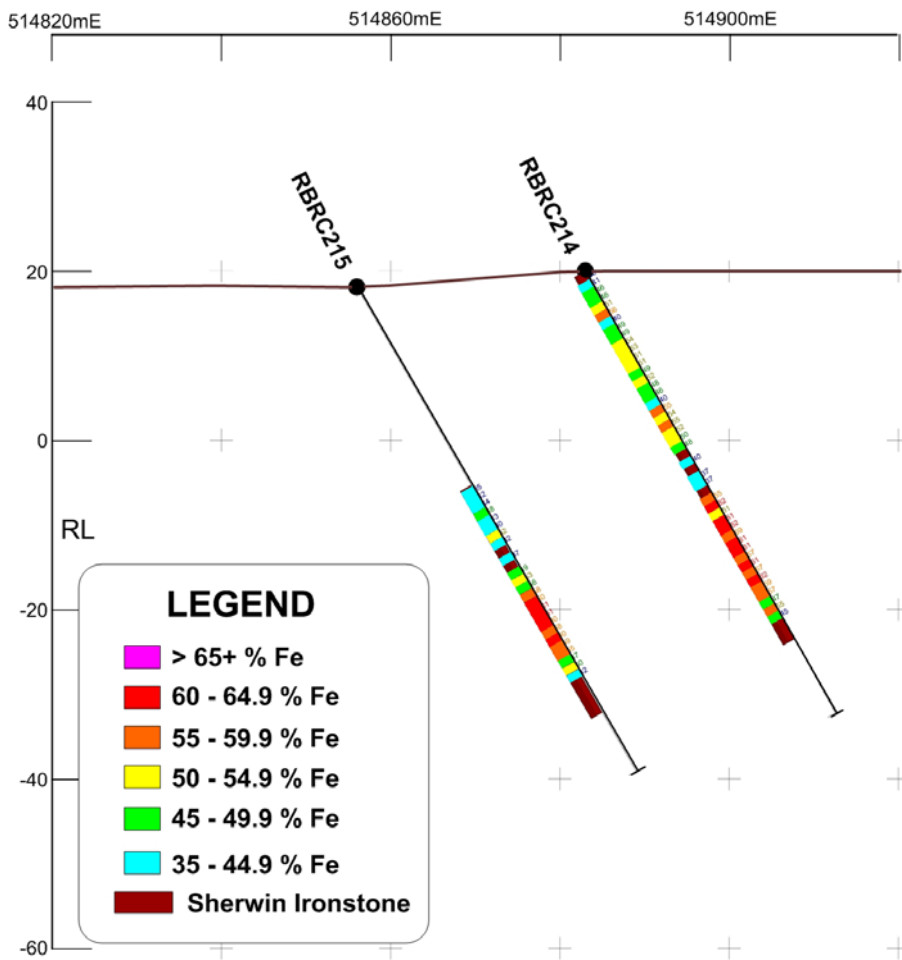 514820mE
514860mE
514900mE
40
20
0
-20
-40
-60
RL
RBRC215
RBRC214
LEGEND
> 65+ % Fe
60 - 64.9 % Fe
55 - 59.9 % Fe
50 - 54.9 % Fe
45 - 49.9 % Fe
35 - 44.9 % Fe
Sherwin Ironstone